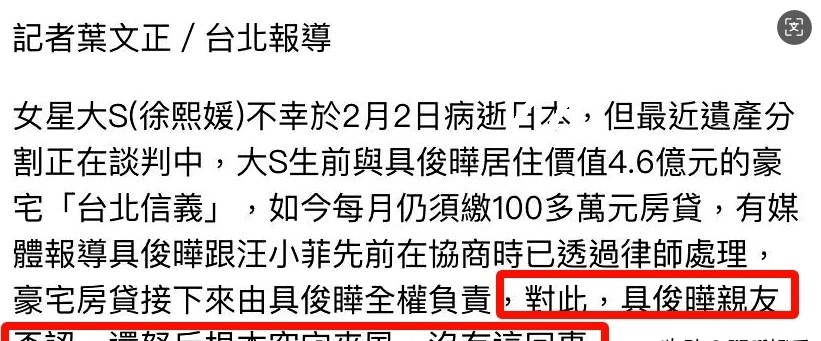 記者葉文正 / 台北報導
女星大S(徐熙媛)不幸於2月2日病逝日本，但最近遺產分
割正在談判中，大S生前與具俊曄居住價值4.6億元的豪
宅「台北信義」，如今每月仍須繳100多萬元房貸，有媒
體報導具俊曄跟汪小菲先前在協商時已透過律師處理，
豪宅房貸接下來由具俊曄全權負責，對此，具俊曄親友
否認，還怒斥根本空穴來風，沒有這回事